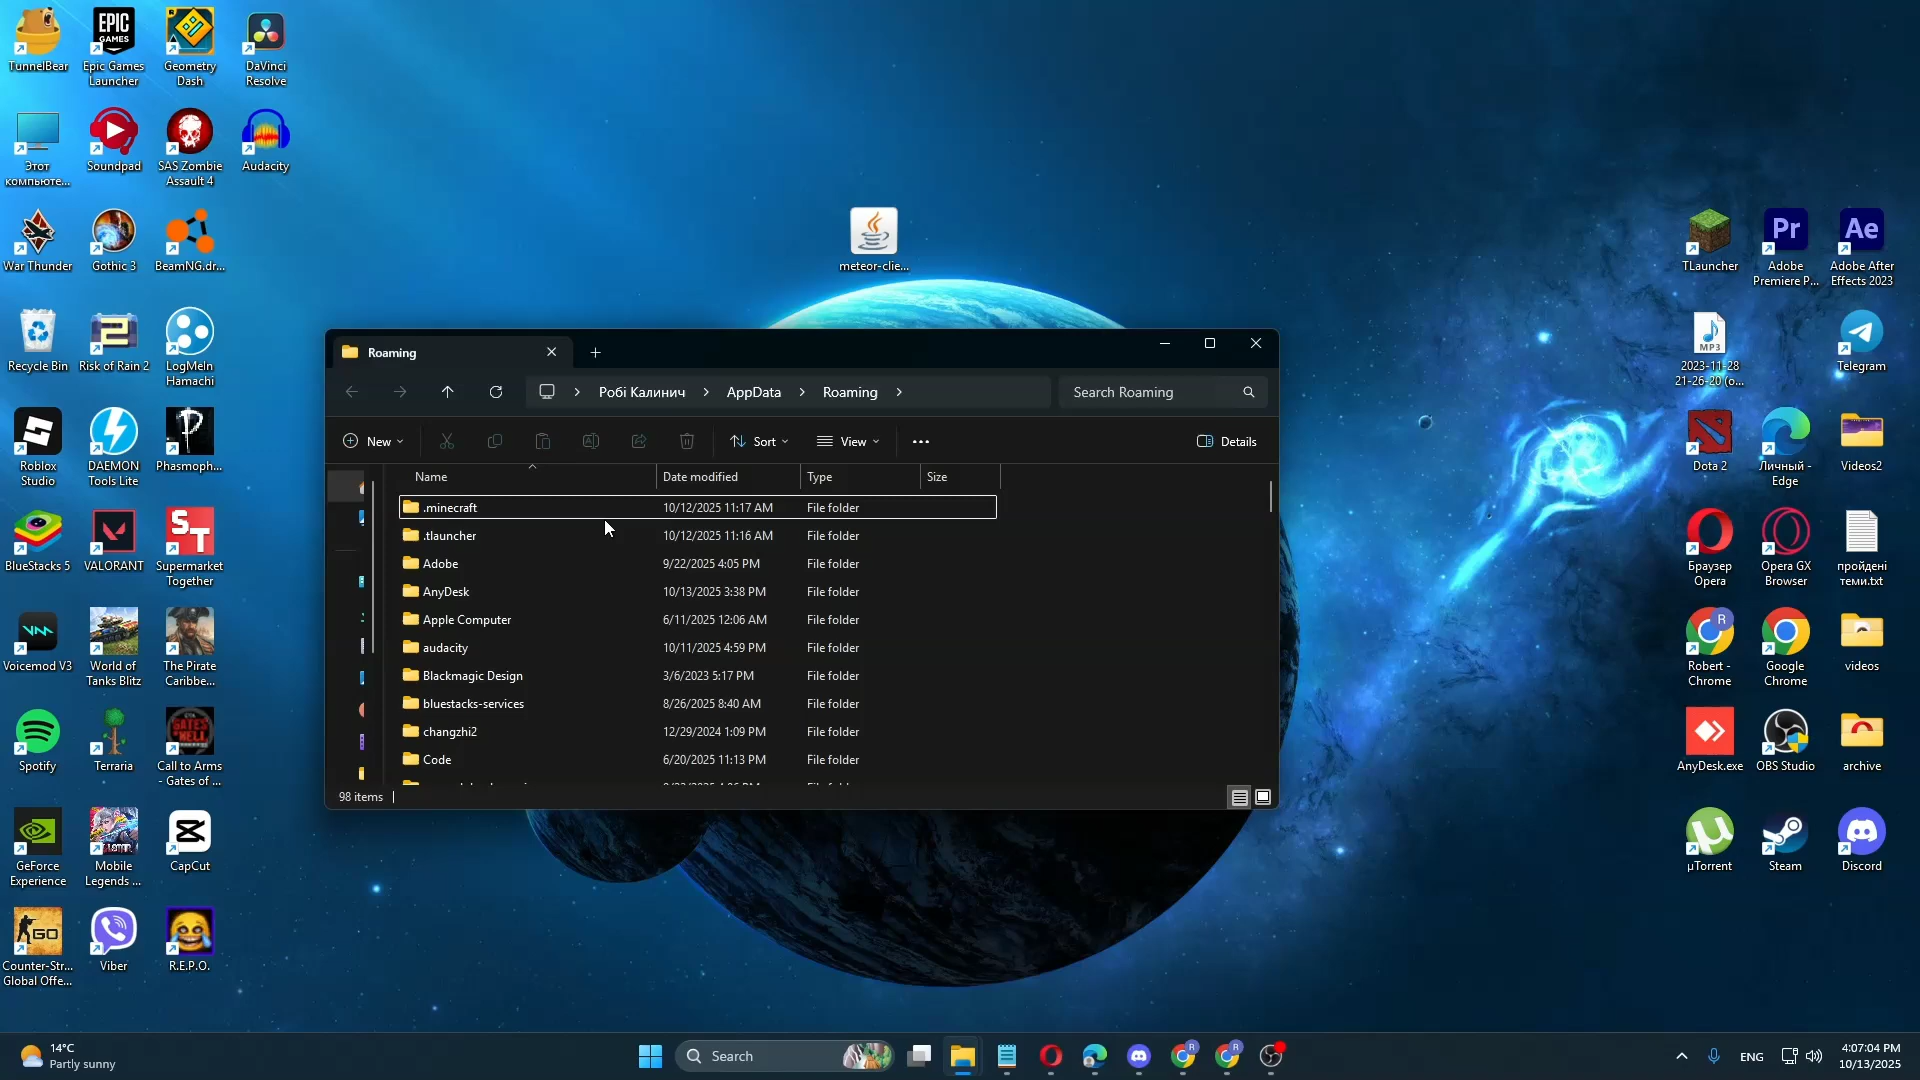 TunnelBear
Epic Games
Launcher
Geometry
Dash
DaVinci
Resolve
Этот
компьюте...
Soundpad
SAS Zombie
Assault 4
Audacity
War Thunder
Gothic 3
BeamNG.dr...
Recycle Bin
Risk of Rain 2
LogMeIn
Hamachi
Roblox
Studio
DAEMON
Tools Lite
Phasmoph...
BlueStacks 5
VALORANT
Supermarket
Together
Voicemod V3
World of
Tanks Blitz
The Pirate
Caribbe...
Spotify
Terraria
Call to Arms
- Gates of ...
GeForce
Experience
Mobile
Legends ...
CapCut
Counter-Str...
Global Offe...
Viber
R.E.P.O.
meteor-clie...
Roaming
Робі Калинич
AppData
Roaming
Search Roaming
New
Sort
View
Details
Name Date modified Type Size
.minecraft 10/12/2025 11:17 AM File folder
.tlauncher 10/12/2025 11:16 AM File folder
Adobe 9/22/2025 4:05 PM File folder
AnyDesk 10/13/2025 3:38 PM File folder
Apple Computer 6/11/2025 12:06 AM File folder
audacity 10/11/2025 4:59 PM File folder
Blackmagic Design 3/6/2023 5:17 PM File folder
bluestacks-services 8/26/2025 8:40 AM File folder
changzhi2 12/29/2024 1:09 PM File folder
Code 6/20/2025 11:13 PM File folder
98 items
TLauncher
Adobe
Premiere P...
Adobe After
Effects 2023
MP3
2023-11-28
21-26-20 (o...
Telegram
Dota 2
Личный -
Edge
Videos2
Браузер
Opera
Opera GX
Browser
пройдені
теми.txt
Robert -
Chrome
Google
Chrome
videos
AnyDesk.exe
OBS Studio
archive
µTorrent
Steam
Discord
14°C
Partly sunny
Search
ENG
4:07:04 PM
10/13/2025